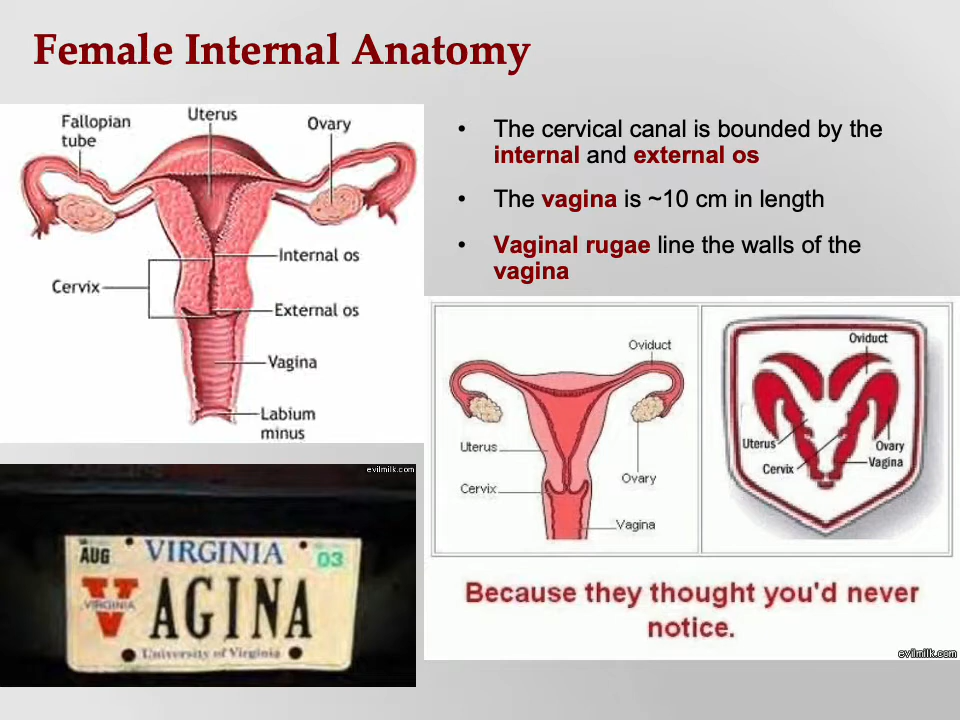 Female Internal Anatomy
Fallopian
tube
Uterus
Ovary
Internal os
Cervix
External os
Vagina
Labium
minus
• The cervical canal is bounded by the
internal and external os
• The vagina is ~10 cm in length
• Vaginal rugae line the walls of the
vagina
Oviduct
Uterus
Cervix
Ovary
Vagina
Oviduct
Uterus
Ovary
Cervix
Vagina
Because they thought you'd never
notice.
evilmilk.com
evilmilk.com
AUG VIRGINIA 03
VIRGINIA
VAGINA
University of Virginia